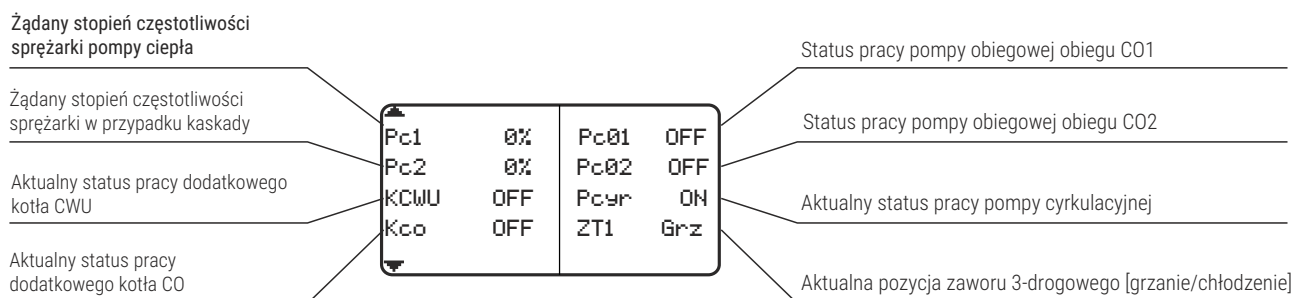 Żądany stopień częstotliwości
sprężarki pompy ciepła
Żądany stopień częstotliwości
sprężarki w przypadku kaskady
Aktualny status pracy dodatkowego
kotła CWU
Aktualny status pracy
dodatkowego kotła CO
Pc1 0%
Pc2 0%
KCWU OFF
Kco OFF
Pc01 OFF
Pc02 OFF
Pcyr ON
ZT1 Grz
Status pracy pompy obiegowej obiegu CO1
Status pracy pompy obiegowej obiegu CO2
Aktualny status pracy pompy cyrkulacyjnej
Aktualna pozycja zaworu 3-drogowego [grzanie/chłodzenie]